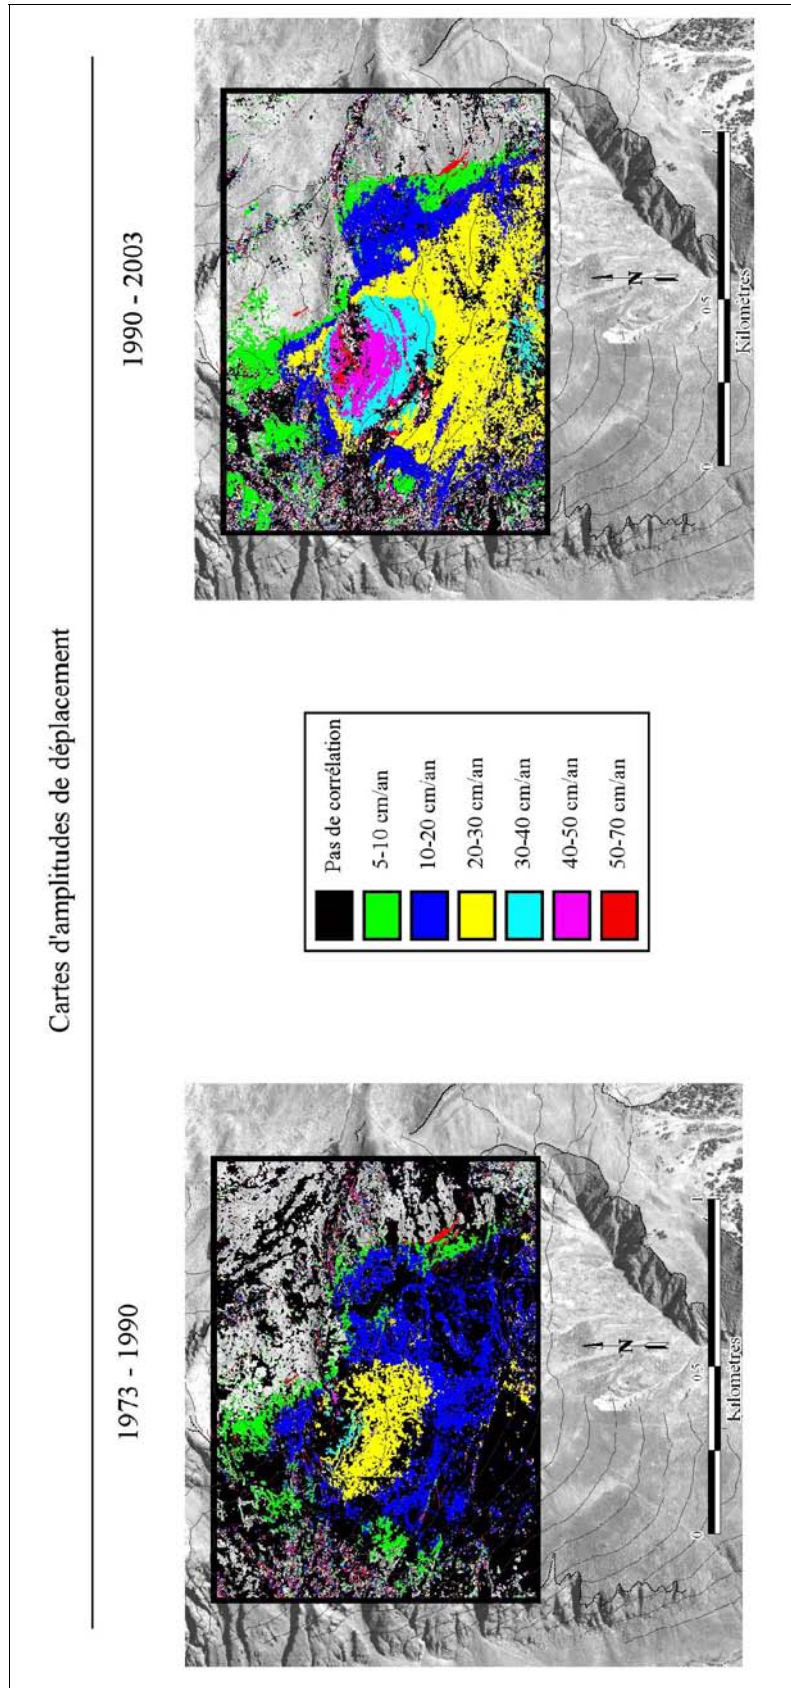 Cartes d'amplitudes de déplacement
1973 - 1990
N
0
0.5
1
Kilometres
Pas de corrélation
5-10 cm/an
10-20 cm/an
20-30 cm/an
30-40 cm/an
40-50 cm/an
50-70 cm/an
1990 - 2003
N
0
0.5
1
Kilometres